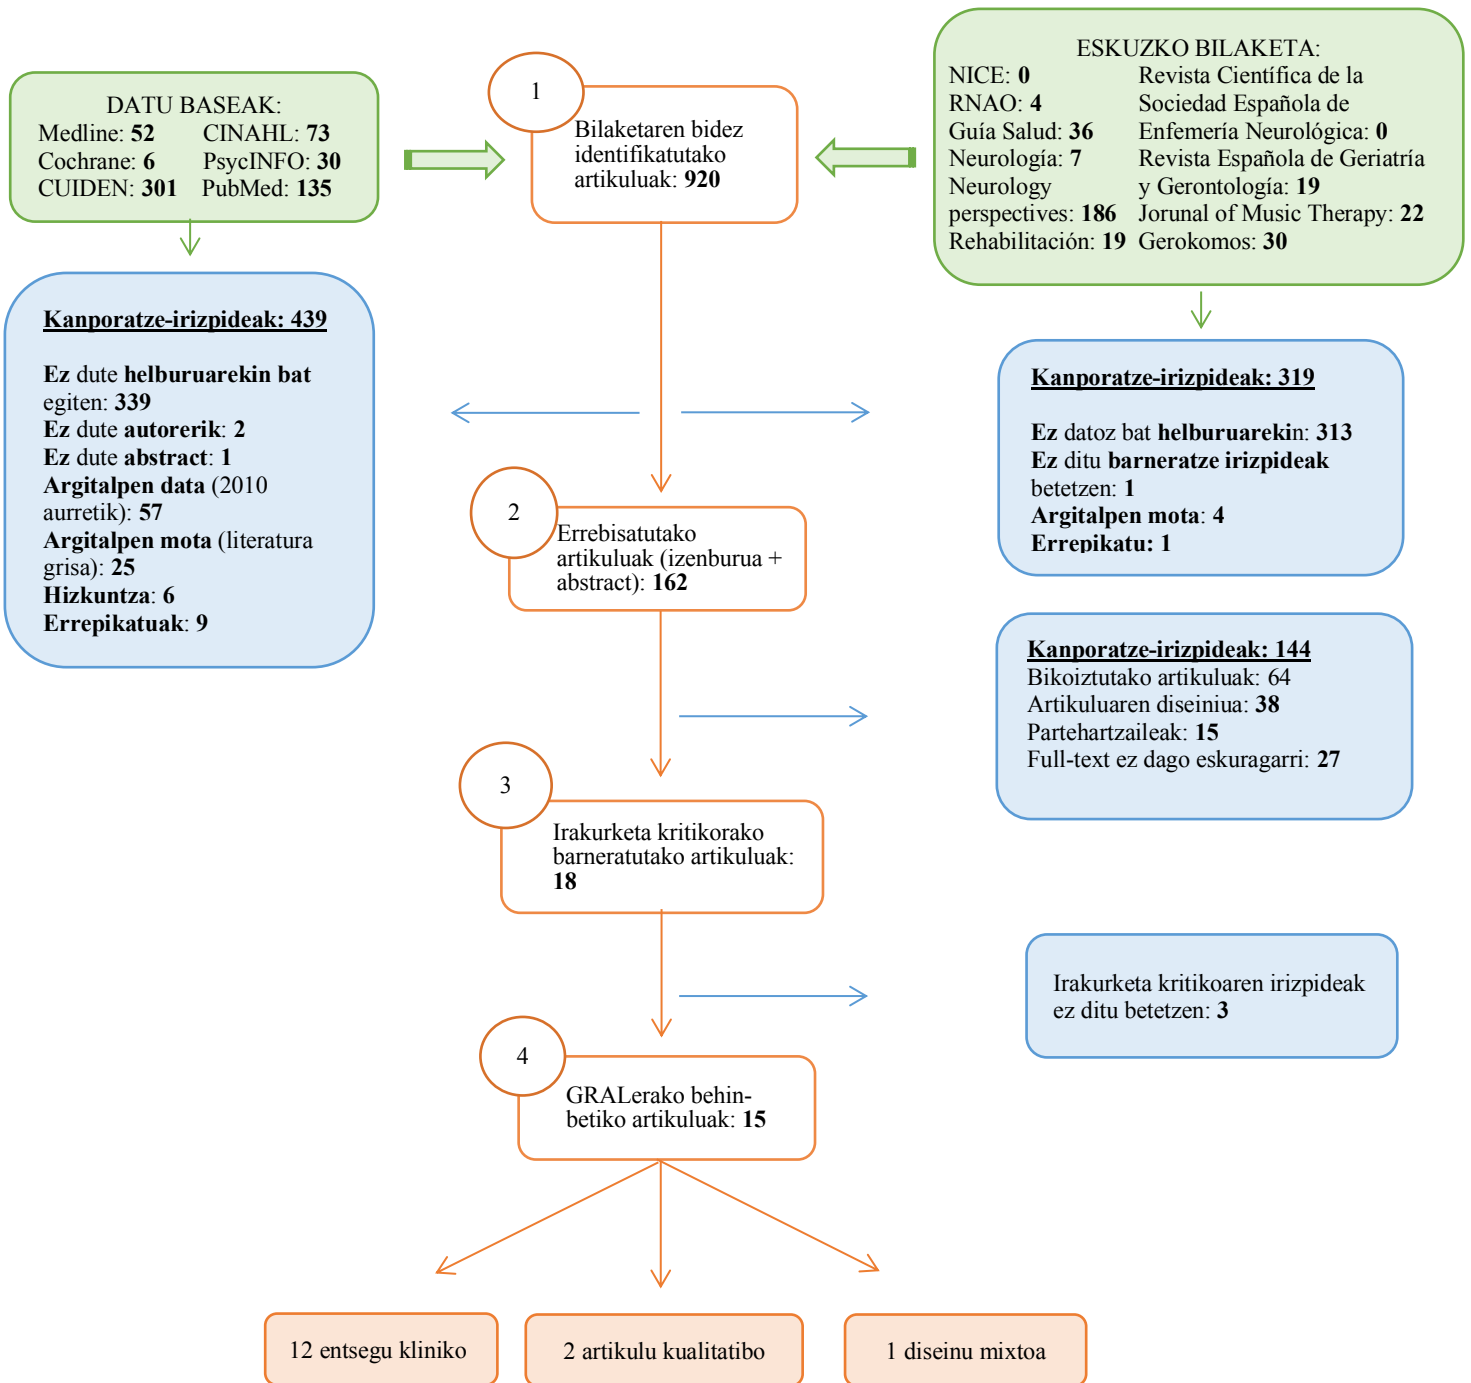 DATU BASEAK:
Medline: 52 CINAHL: 73
Cochrane: 6 PsycINFO: 30
CUIDEN: 301 PubMed: 135
1
Bilaketaren bidez
identifikatutako
artikuluak: 920
ESKUZKO BILAKETA:
NICE: 0
RNAO: 4
Guía Salud: 36
Neurología: 7
Neurology
perspectives: 186
Rehabilitación: 19
Revista Científica de la
Sociedad Española de
Enfemería Neurológica: 0
Revista Española de Geriatría
y Gerontología: 19
Jorunal of Music Therapy: 22
Gerokomos: 30
Kanporatze-irizpideak: 439
Ez dute helburuarekin bat
egiten: 339
Ez dute autorerik: 2
Ez dute abstract: 1
Argitalpen data (2010
aurretik): 57
Argitalpen mota (literatura
grisa): 25
Hizkuntza: 6
Errepikatuak: 9
Kanporatze-irizpideak: 319
Ez datoz bat helburuarekin: 313
Ez ditu barneratze irizpideak
betetzen: 1
Argitalpen mota: 4
Errepikatu: 1
2
Errebisatutako
artikuluak (izenburua +
abstract): 162
Kanporatze-irizpideak: 144
Bikoiztutako artikuluak: 64
Artikuluaren diseiniua: 38
Partehartzaileak: 15
Full-text ez dago eskuragarri: 27
3
Irakurketa kritikorako
barneratutako artikuluak:
18
Irakurketa kritikoaren irizpideak
ez ditu betetzen: 3
4
GRALerako behin-
betiko artikuluak: 15
12 entsegu kliniko
2 artikulu kualitatibo
1 diseinu mixtoa